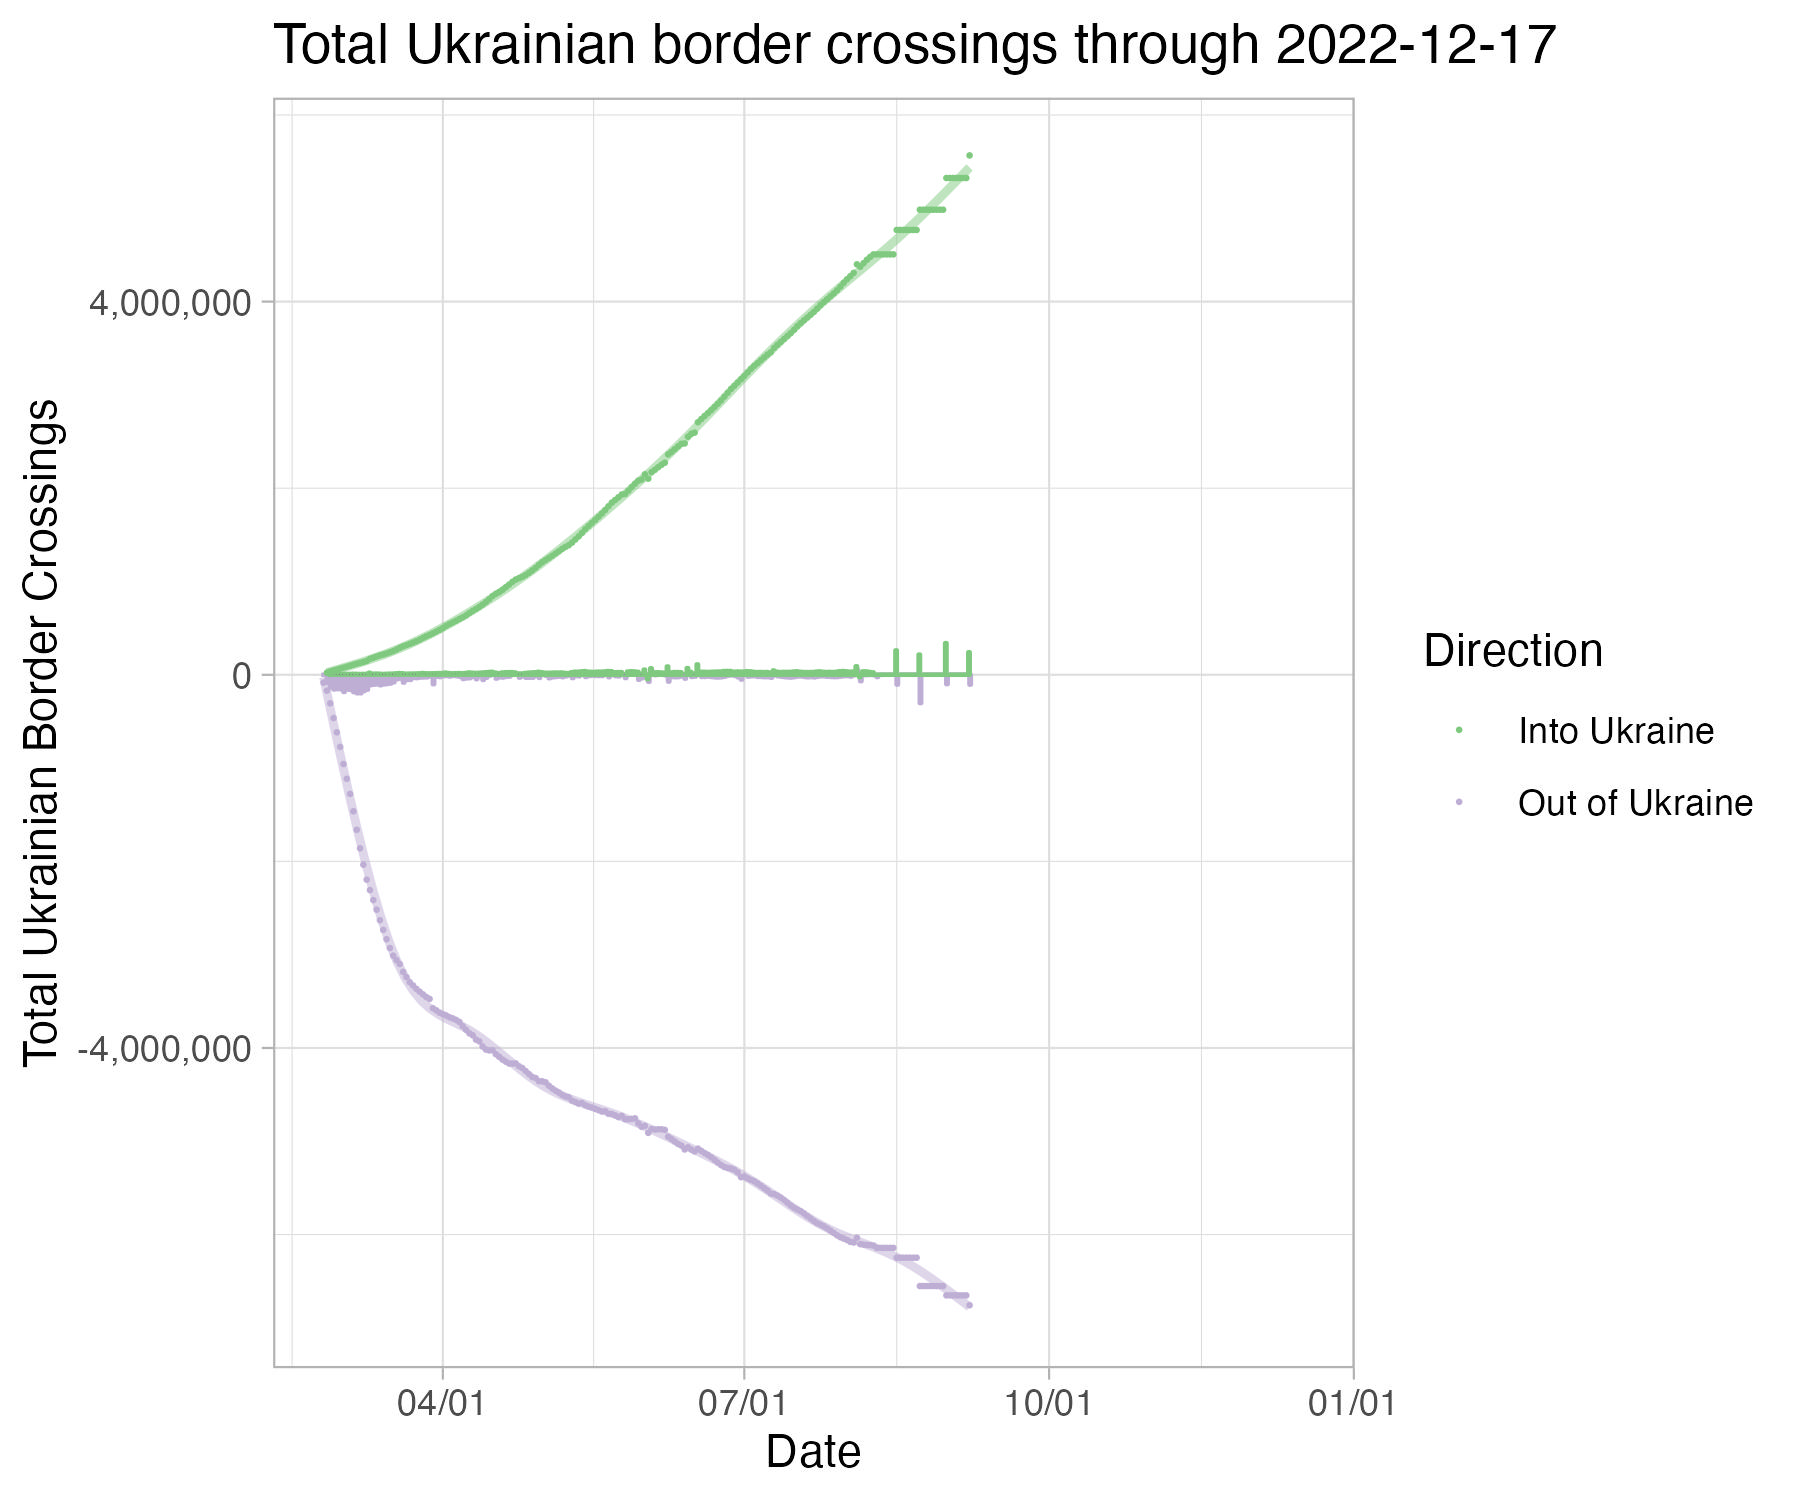 Total Ukrainian border crossings through 2022-12-17
Total Ukrainian Border Crossings
4,000,000
0
-4,000,000
04/01
07/01
10/01
01/01
Date
Direction
Into Ukraine
Out of Ukraine